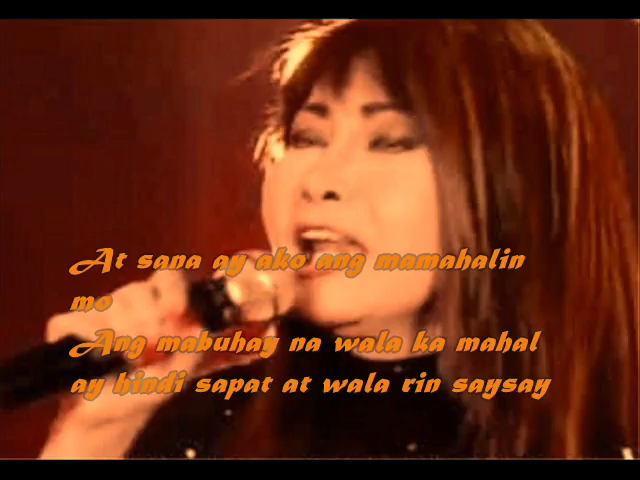 At sana ay ako ang mamahalin
mo
Ang mabuhay na wala ka mahal
ay hindi sapat at wala rin saysay